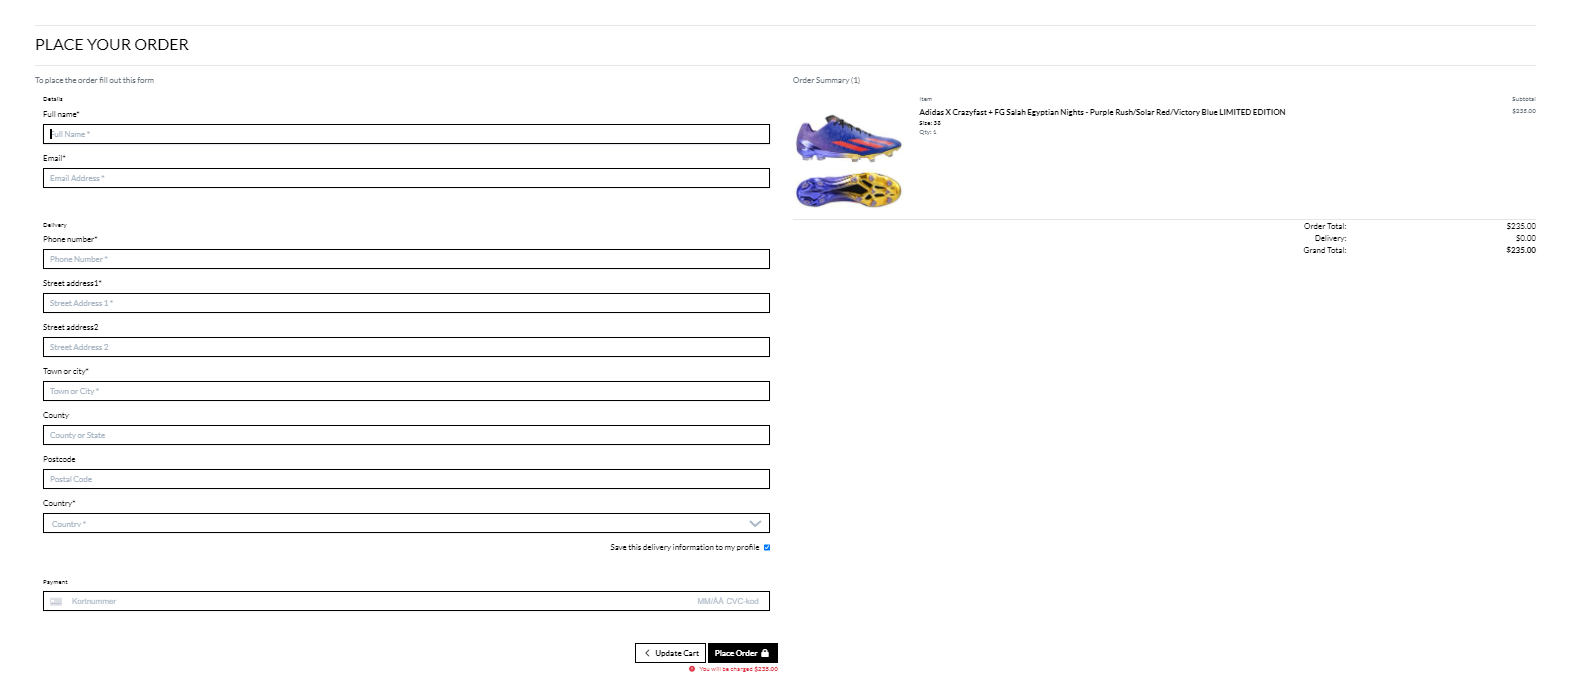 PLACE YOUR ORDER
To place the order fill out this form
Details
Full name*
Full Name *
Email*
Email Address *
Delivery
Phone number*
Phone Number *
Street address1*
Street Address 1 *
Street address2
Street Address 2
Town or city*
Town or City *
County
County or State
Postcode
Postal Code
Country*
Country *
Save this delivery information to my profile
Payment
Kortnummer MM/ÅÅ CVC-kod
Update Cart Place Order
You will be charged $235.00
Order Summary (1)
Item Subtotal
Adidas X Crazyfast + FG Salah Egyptian Nights - Purple Rush/Solar Red/Victory Blue LIMITED EDITION $235.00
Size: 38
Qty: 1
Order Total: $235.00
Delivery: $0.00
Grand Total: $235.00